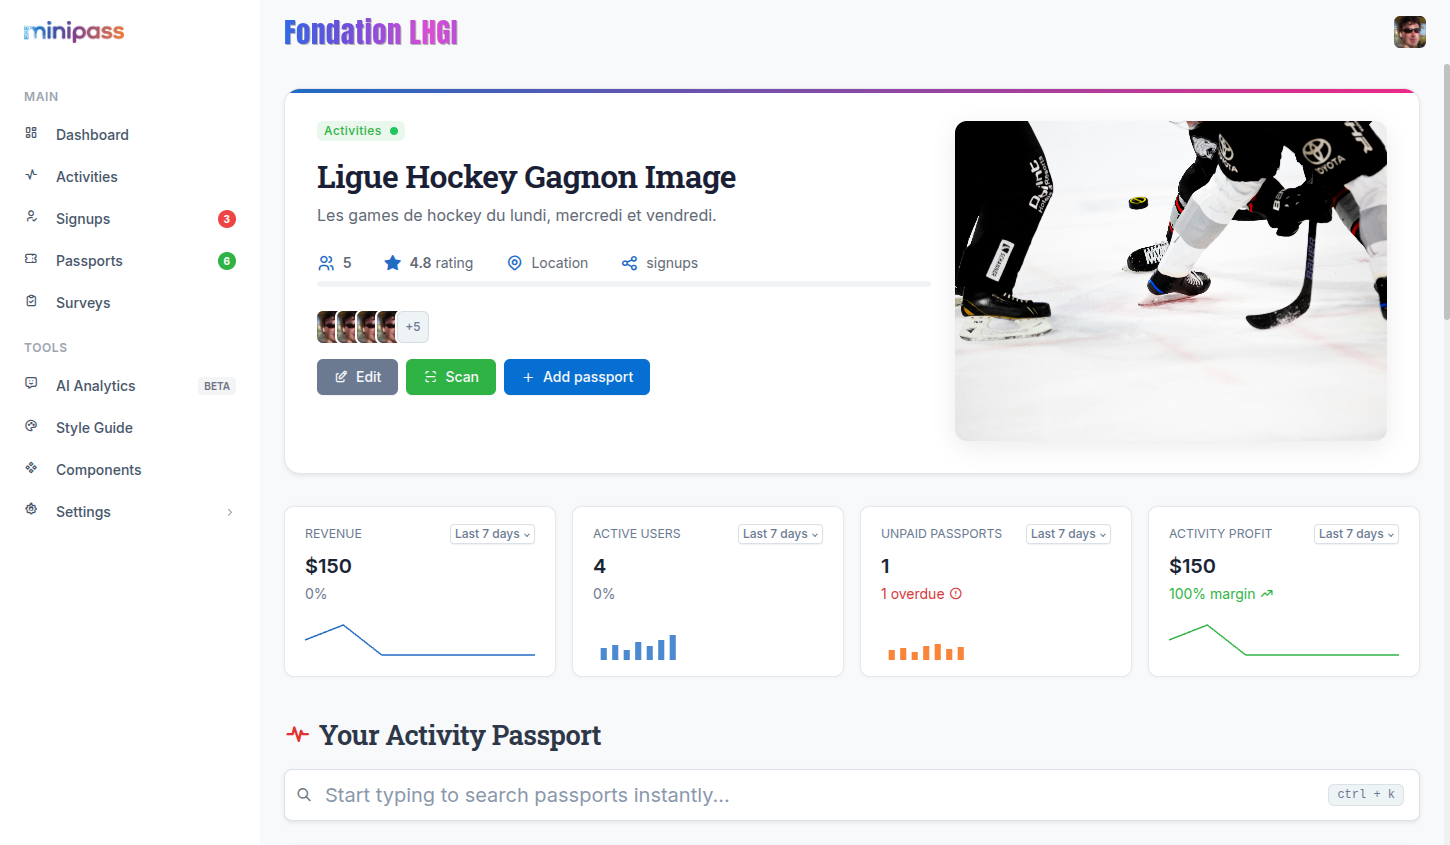 minipass
Fondation LHGI
MAIN
Dashboard
Activities
Signups 3
Passports 6
Surveys
TOOLS
AI Analytics BETA
Style Guide
Components
Settings
Activities
Ligue Hockey Gagnon Image
Les games de hockey du lundi, mercredi et vendredi.
5 4.8 rating Location signups
+5
Edit Scan + Add passport
TOYOTA
REVENUE Last 7 days
$150
0%
ACTIVE USERS Last 7 days
4
0%
UNPAID PASSPORTS Last 7 days
1
1 overdue
ACTIVITY PROFIT Last 7 days
$150
100% margin
Your Activity Passport
Start typing to search passports instantly...
ctrl + k